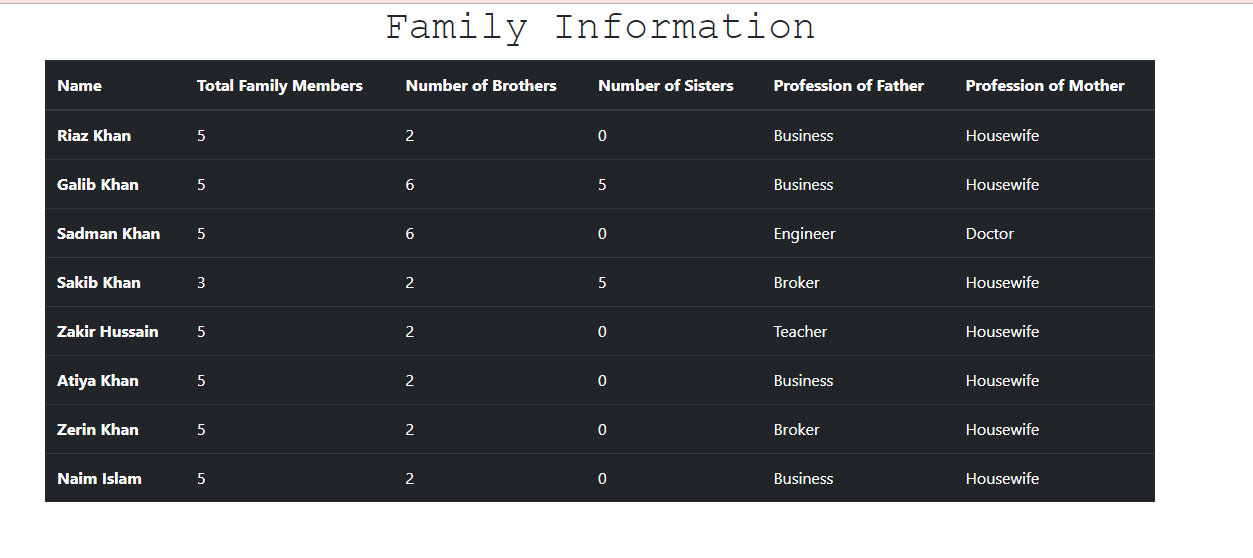 Family Information
Name Total Family Members Number of Brothers Number of Sisters Profession of Father Profession of Mother
Riaz Khan 5 2 0 Business Housewife
Galib Khan 5 6 5 Business Housewife
Sadman Khan 5 6 0 Engineer Doctor
Sakib Khan 3 2 5 Broker Housewife
Zakir Hussain 5 2 0 Teacher Housewife
Atiya Khan 5 2 0 Business Housewife
Zerin Khan 5 2 0 Broker Housewife
Naim Islam 5 2 0 Business Housewife